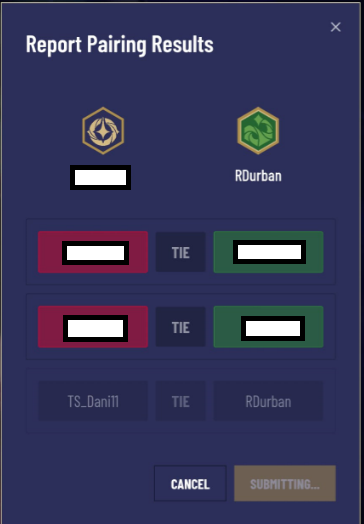 Report Pairing Results
RDurban
TIE
TIE
TS_Dani11 TIE RDurban
CANCEL SUBMITTING...